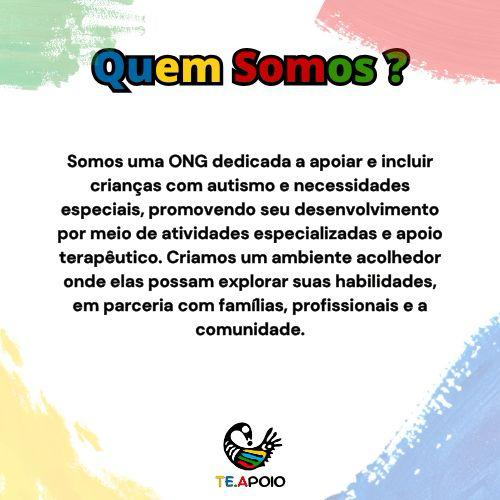 Quem Somos ?
Somos uma ONG dedicada a apoiar e incluir
crianças com autismo e necessidades
especiais, promovendo seu desenvolvimento
por meio de atividades especializadas e apoio
terapêutico. Criamos um ambiente acolhedor
onde elas possam explorar suas habilidades,
em parceria com famílias, profissionais e a
comunidade.
TE.APOIO